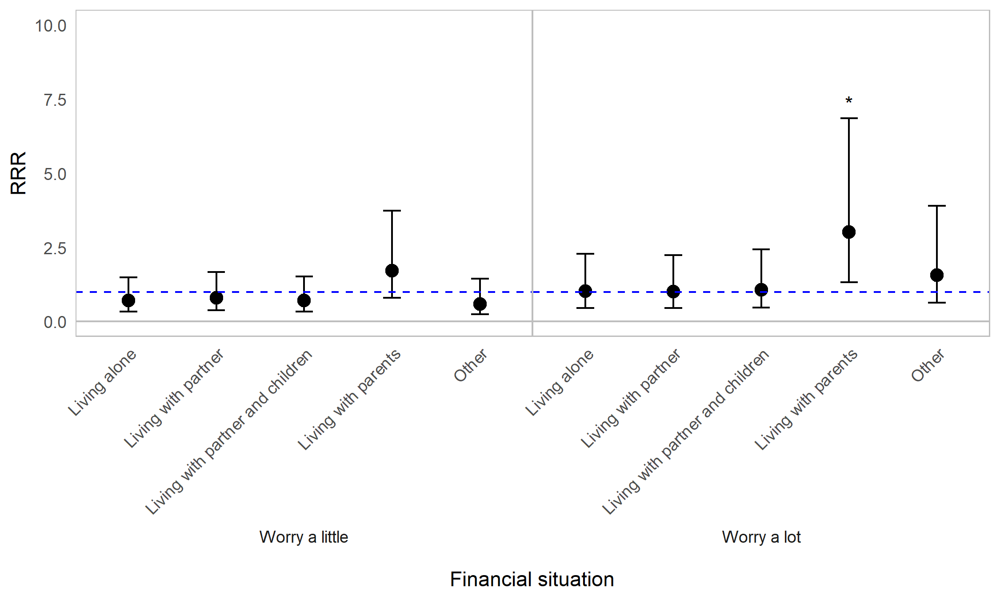 10.0
7.5
5.0
2.5
0.0
RRR
*
Living alone
Living with partner
Living with partner and children
Living with parents
Other
Living alone
Living with partner
Living with partner and children
Living with parents
Other
Worry a little
Worry a lot
Financial situation